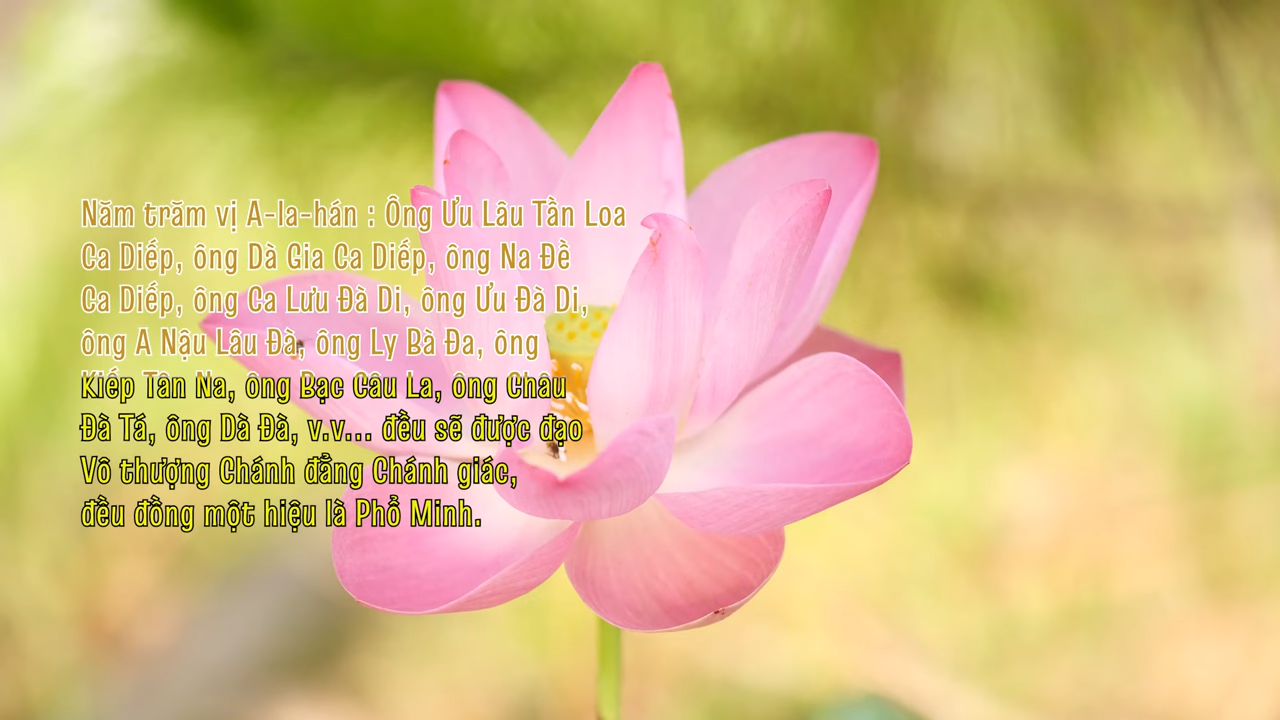 Năm trăm vị A-la-hán : Ông Ưu Lâu Tần Loa
Ca Diếp, ông Dà Gia Ca Diếp, ông Na Đề
Ca Diếp, ông Ca Lưu Đà Di, ông Ưu Đà Di,
ông A Nậu Lâu Đà, ông Ly Bà Đa, ông
Kiếp Tân Na, ông Bạc Câu La, ông Châu
Đà Tá, ông Dà Đà, v.v... đều sẽ được đạo
Vô thượng Chánh đẳng Chánh giác,
đều đồng một hiệu là Phổ Minh.